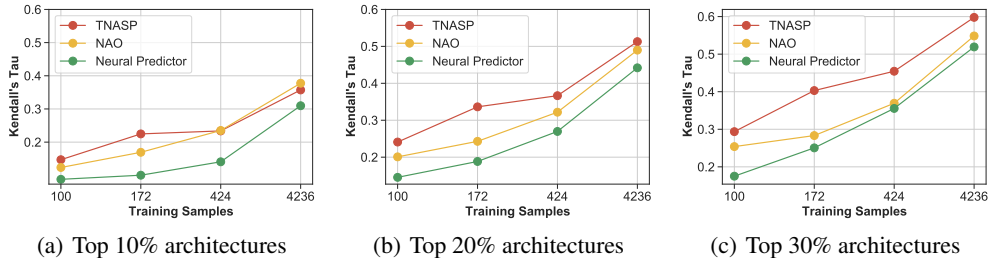 0.6
0.5
0.4
0.3
0.2
Kendall's Tau
TNASP
NAO
Neural Predictor
100
172
424
4236
Training Samples
(a) Top 10% architectures
0.6
0.5
0.4
0.3
0.2
Kendall's Tau
TNASP
NAO
Neural Predictor
100
172
424
4236
Training Samples
(b) Top 20% architectures
0.6
0.5
0.4
0.3
0.2
Kendall's Tau
TNASP
NAO
Neural Predictor
100
172
424
4236
Training Samples
(c) Top 30% architectures